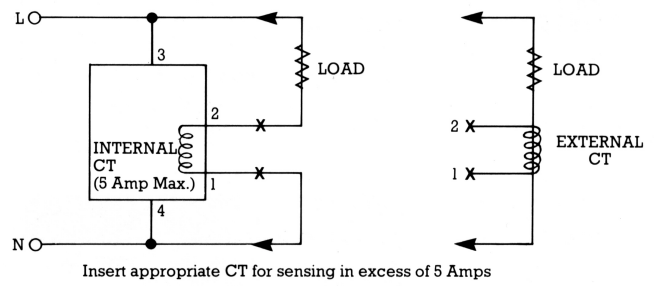 L
3
LOAD
2
INTERNAL
CT
(5 Amp Max.)
1
4
N
LOAD
2 X
EXTERNAL
CT
1 X
Insert appropriate CT for sensing in excess of 5 Amps